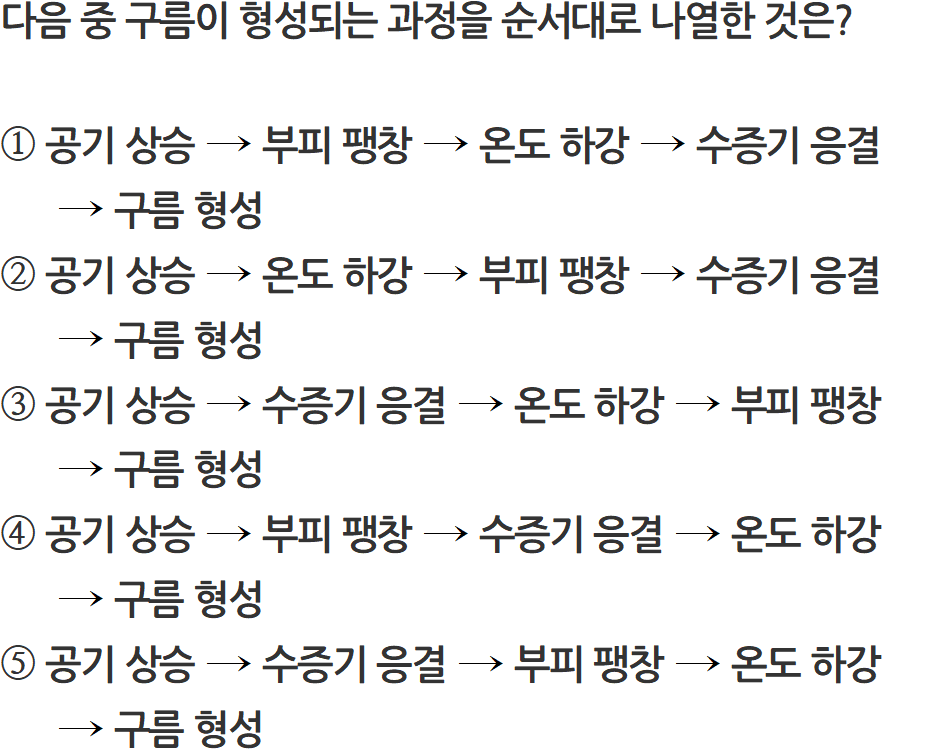 다음 중 구름이 형성되는 과정을 순서대로 나열한 것은?
① 공기 상승 → 부피 팽창 → 온도 하강 → 수증기 응결
→ 구름 형성
② 공기 상승 → 온도 하강 → 부피 팽창 → 수증기 응결
→ 구름 형성
③ 공기 상승 → 수증기 응결 → 온도 하강 → 부피 팽창
→ 구름 형성
④ 공기 상승 → 부피 팽창 → 수증기 응결 → 온도 하강
→ 구름 형성
⑤ 공기 상승 → 수증기 응결 → 부피 팽창 → 온도 하강
→ 구름 형성